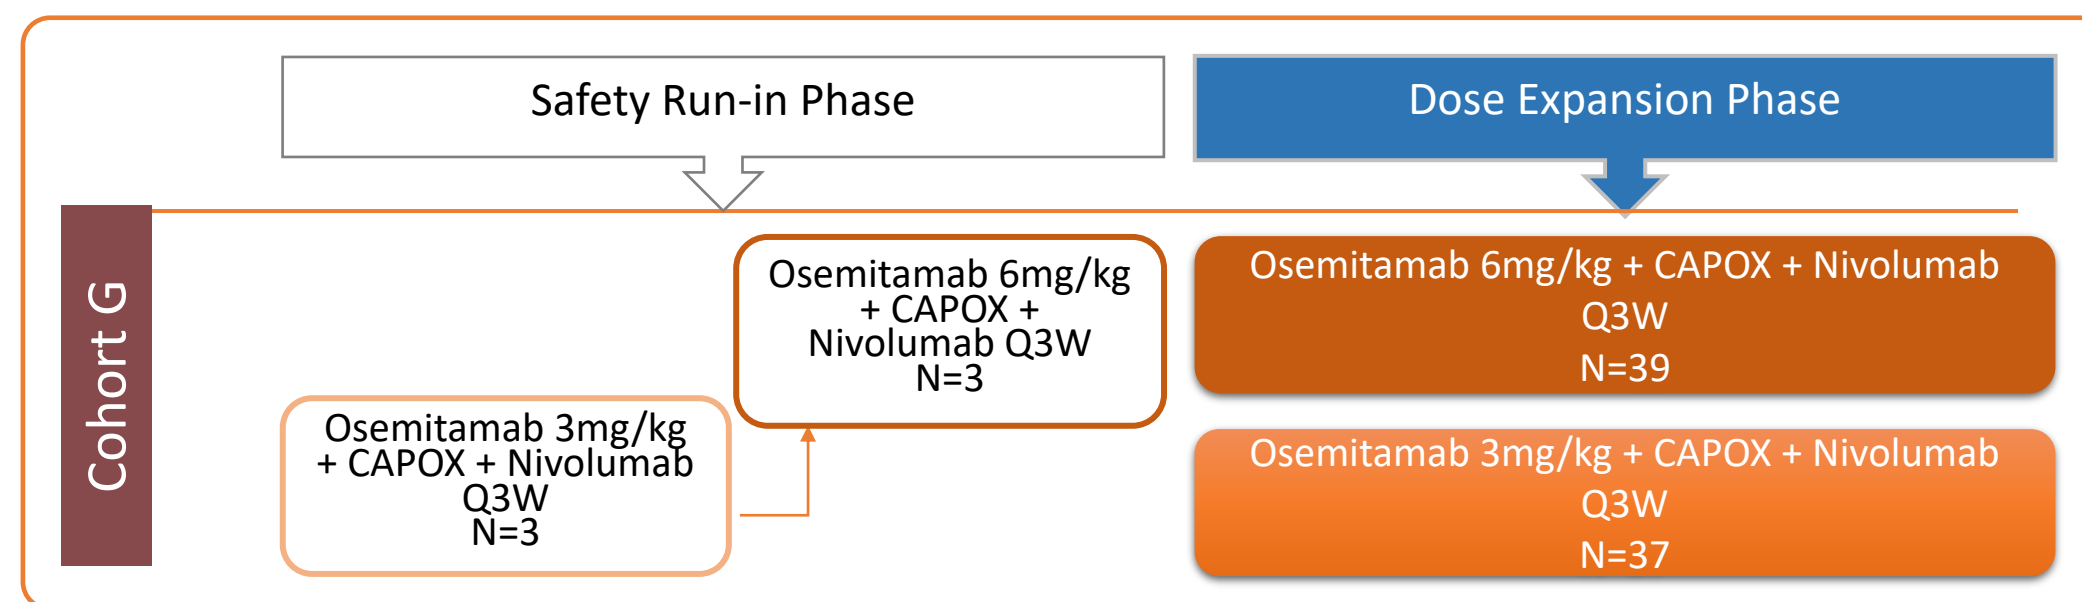 Safety Run-in Phase
Dose Expansion Phase
Cohort G
Osemitamab 3mg/kg
+ CAPOX + Nivolumab
Q3W
N=3
Osemitamab 6mg/kg
+ CAPOX +
Nivolumab Q3W
N=3
Osemitamab 6mg/kg + CAPOX + Nivolumab
Q3W
N=39
Osemitamab 3mg/kg + CAPOX + Nivolumab
Q3W
N=37